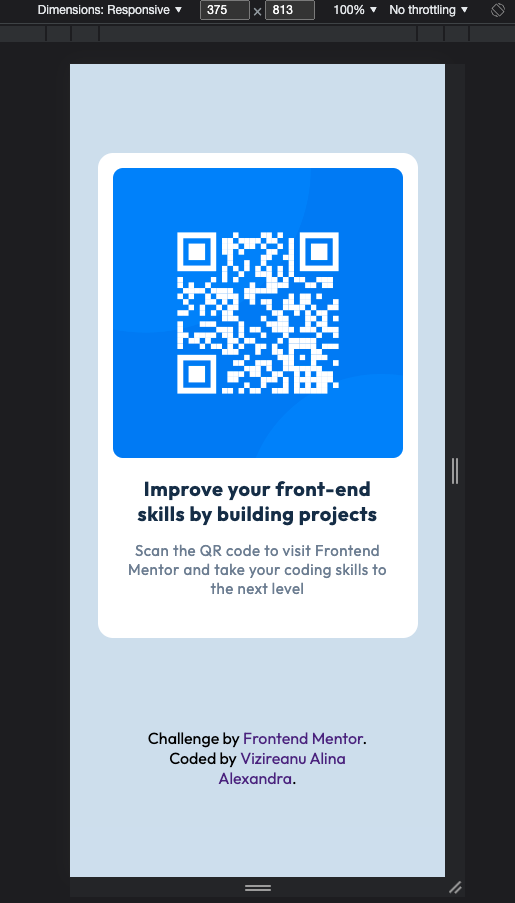 Dimensions: Responsive ▼ 375 × 813 100% ▼ No throttling ▼
Improve your front-end
skills by building projects
Scan the QR code to visit Frontend
Mentor and take your coding skills to
the next level
Challenge by Frontend Mentor.
Coded by Vizireanu Alina
Alexandra.